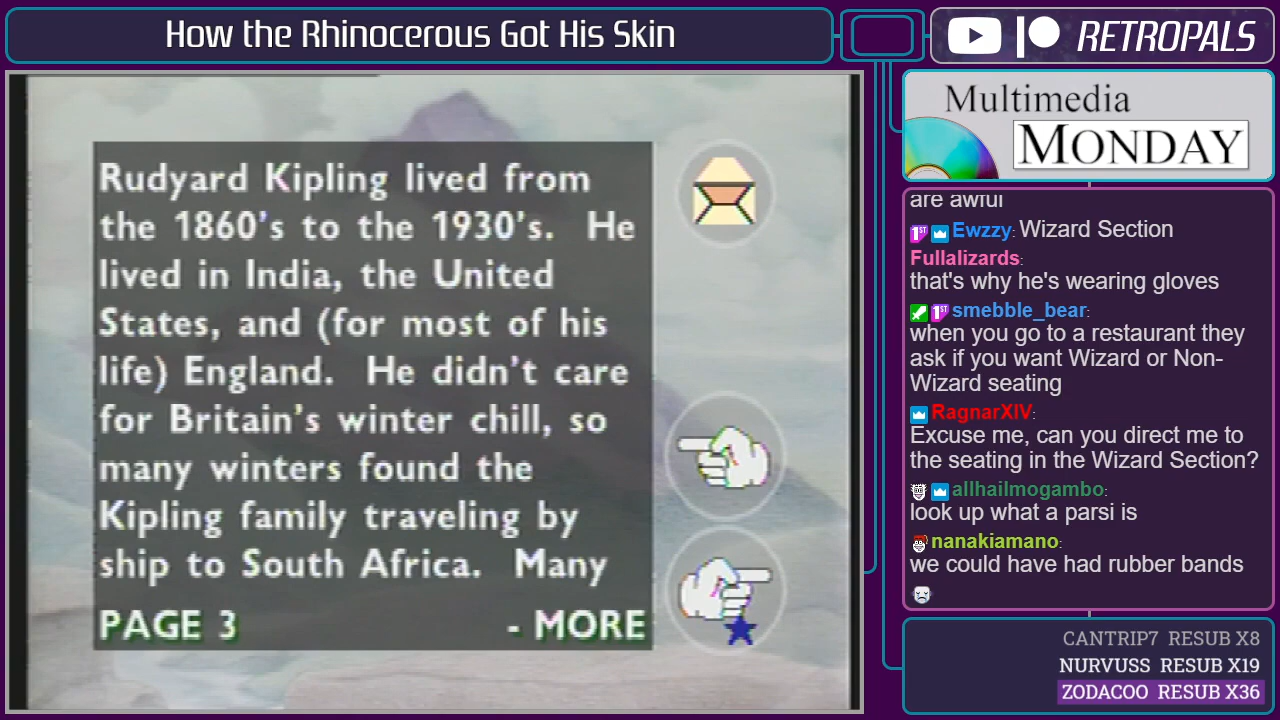 How the Rhinocerous Got His Skin
RETROPALS
Multimedia
MONDAY
Rudyard Kipling lived from
the 1860's to the 1930's. He
lived in India, the United
States, and (for most of his
life) England. He didn't care
for Britain's winter chill, so
many winters found the
Kipling family traveling by
ship to South Africa. Many
PAGE 3 - MORE
are awful
1ST Ewzzy: Wizard Section
Fullalizards:
that's why he's wearing gloves
1ST smebble_bear:
when you go to a restaurant they
ask if you want Wizard or Non-
Wizard seating
RagnarXIV:
Excuse me, can you direct me to
the seating in the Wizard Section?
allhailmogambo:
look up what a parsi is
nanakiamano:
we could have had rubber bands
CANTRIP7 RESUB X8
NURVUSS RESUB X19
ZODACOO RESUB X36